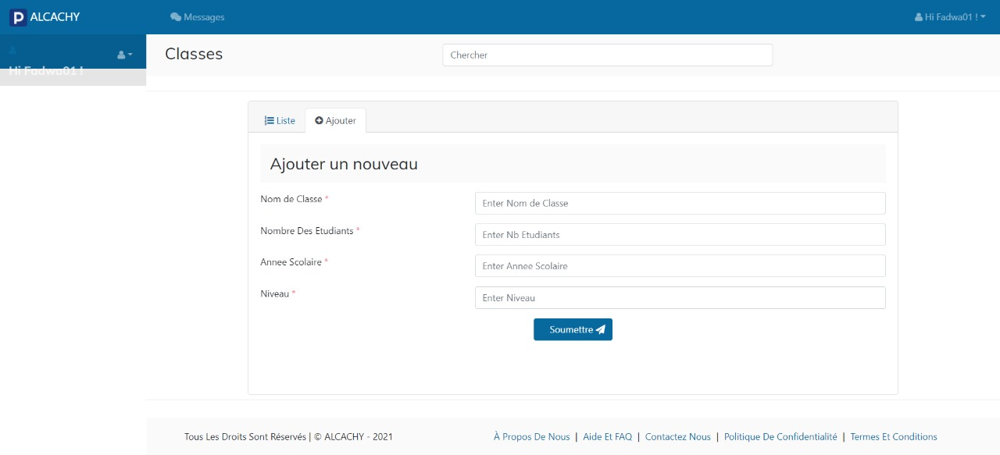 ALCACHY
Messages
Hi Fadwa01 !
Hi Fadwa01 !
Classes
Chercher
Liste
Ajouter
Ajouter un nouveau
Nom de Classe *
Enter Nom de Classe
Nombre Des Etudiants *
Enter Nb Etudiants
Annee Scolaire *
Enter Annee Scolaire
Niveau *
Enter Niveau
Soumettre
Tous Les Droits Sont Réservés | © ALCACHY - 2021
À Propos De Nous | Aide Et FAQ | Contactez Nous | Politique De Confidentialité | Termes Et Conditions